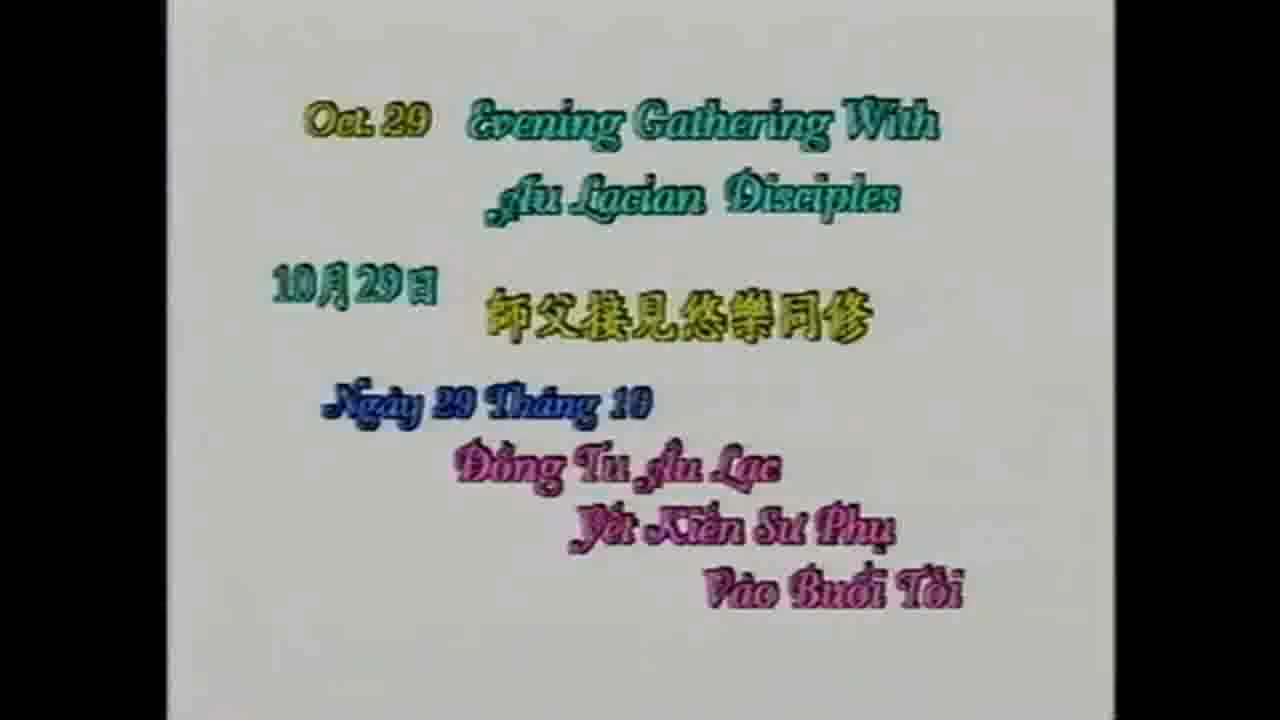 Oct. 29 Evening Gathering With
Au Lacian Disciples
10月29日 師父接見悠樂同修
Ngày 29 Tháng 10
Đồng Tu Âu Lạc
Yết Kiến Sư Phụ
Vào Buổi Tối